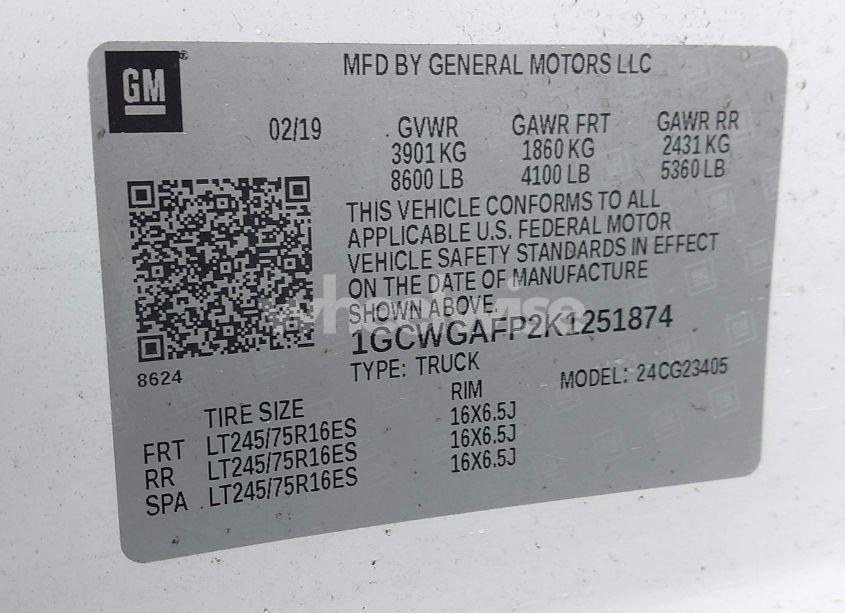 GM
MFD BY GENERAL MOTORS LLC
02/19 GVWR GAWR FRT GAWR RR
3901 KG 1860 KG 2431 KG
8600 LB 4100 LB 5360 LB
THIS VEHICLE CONFORMS TO ALL
APPLICABLE U.S. FEDERAL MOTOR
VEHICLE SAFETY STANDARDS IN EFFECT
ON THE DATE OF MANUFACTURE
SHOWN ABOVE.
1GCWGAFP2K1251874
8624
TYPE: TRUCK MODEL: 24CG23405
TIRE SIZE RIM
FRT LT245/75R16ES 16X6.5J
RR LT245/75R16ES 16X6.5J
SPA LT245/75R16ES 16X6.5J